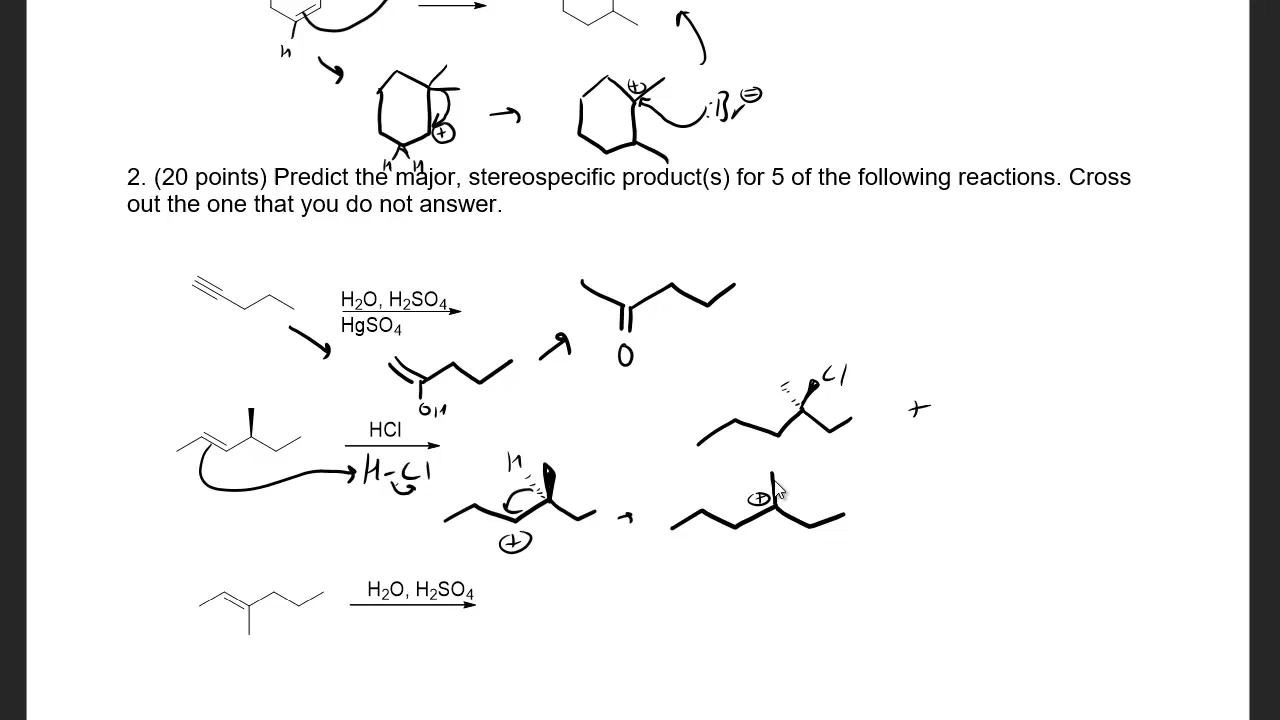 H
:Br ⊖
⊕
⊕
H H
2. (20 points) Predict the major, stereospecific product(s) for 5 of the following reactions. Cross
out the one that you do not answer.
H₂O, H₂SO₄
HgSO₄
O
OH
Cl
+
HCl
H-Cl
H
⊕
⊕
H₂O, H₂SO₄